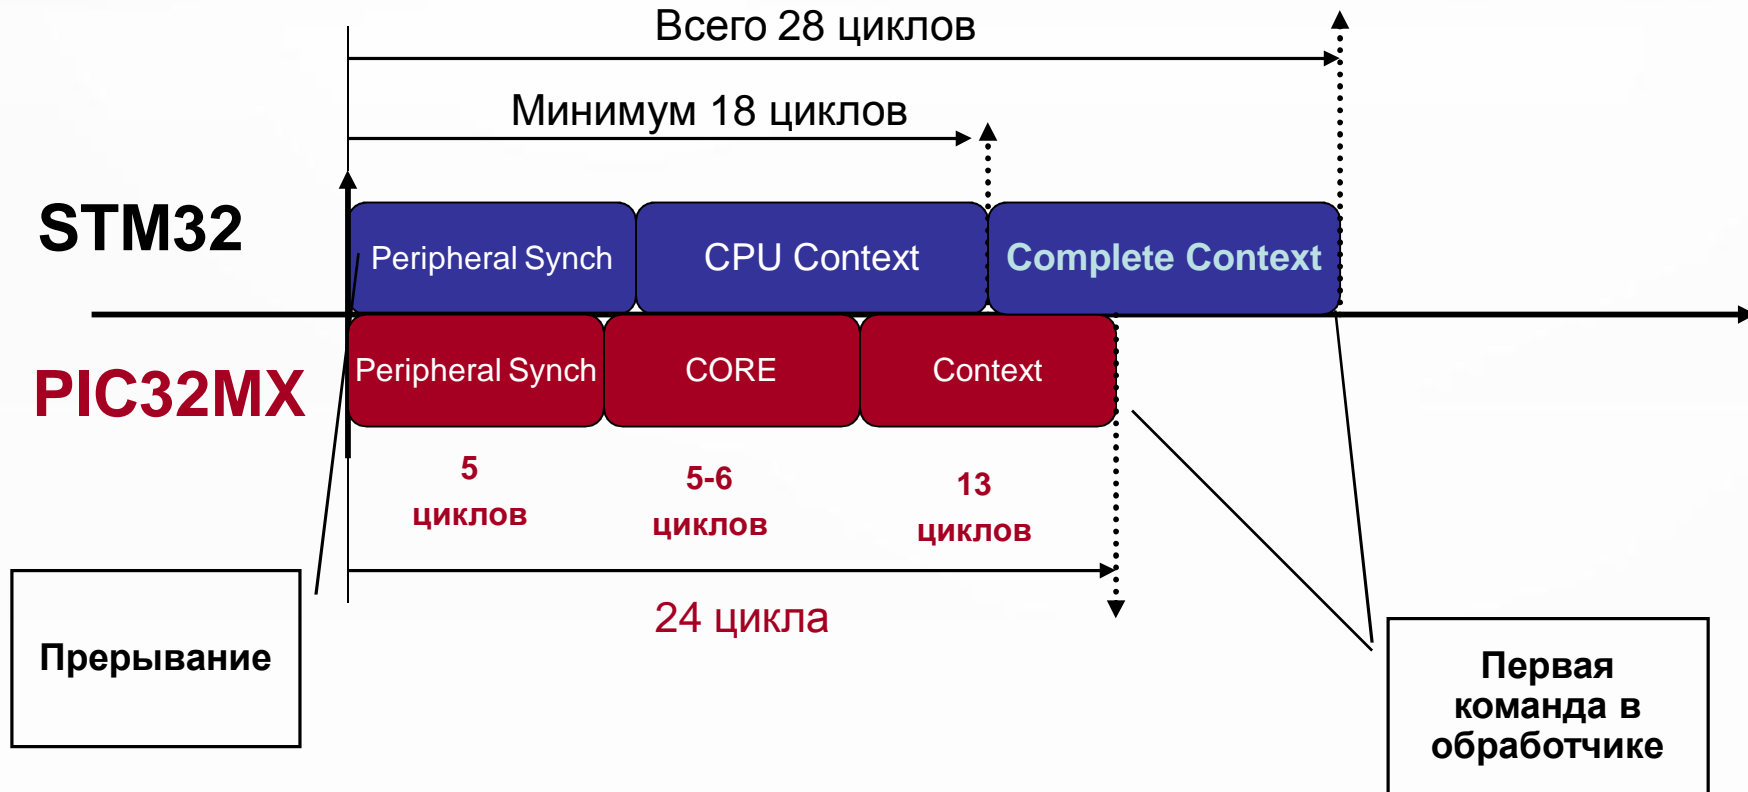 Всего 28 циклов
Минимум 18 циклов
STM32
Peripheral Synch
CPU Context
Complete Context
PIC32MX
Peripheral Synch
CORE
Context
5
циклов
5-6
циклов
13
циклов
24 цикла
Прерывание
Первая
команда в
обработчике